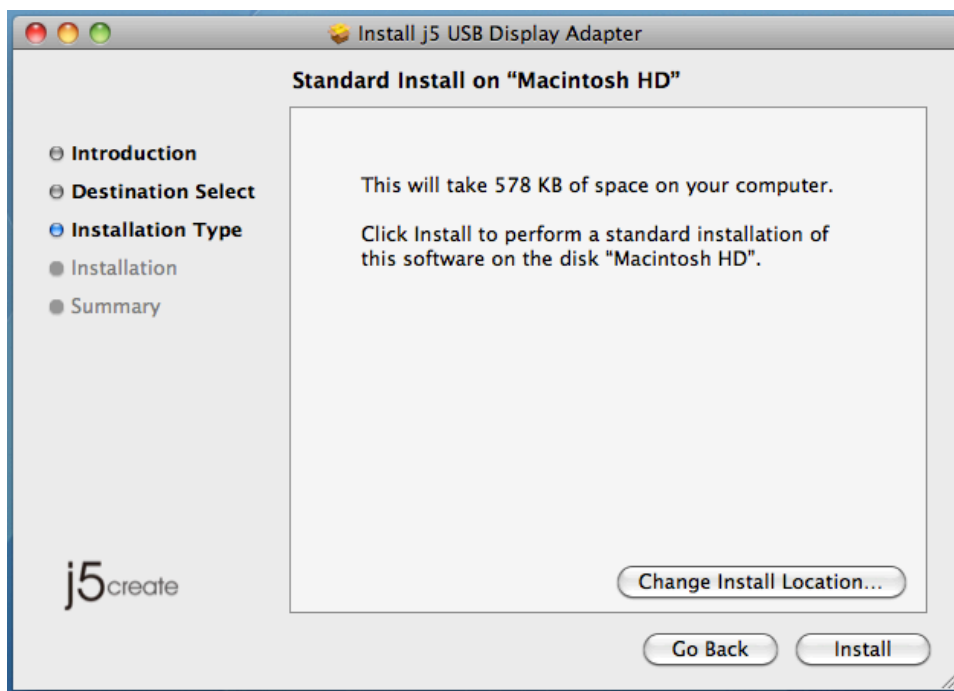 Install j5 USB Display Adapter
Standard Install on “Macintosh HD”
Introduction
Destination Select
Installation Type
Installation
Summary
This will take 578 KB of space on your computer.
Click Install to perform a standard installation of
this software on the disk “Macintosh HD”.
j5create
Change Install Location...
Go Back
Install